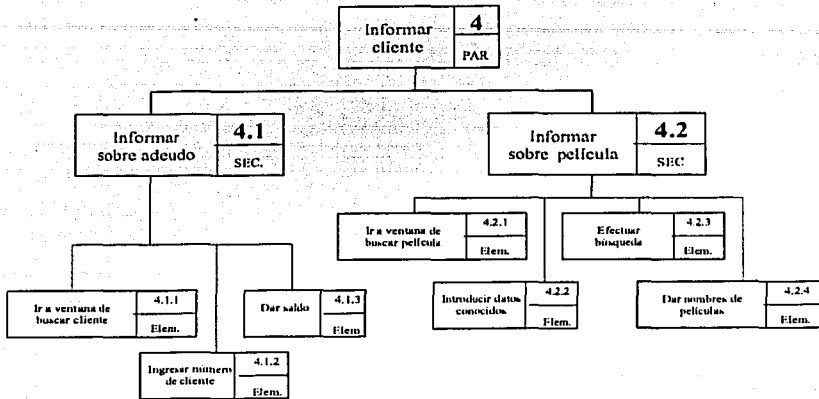 Informar
cliente
4
PAR
Informar
sobre adeudo
4.1
SEC.
Informar
sobre película
4.2
SEC
Ir a ventana de
buscar película
4.2.1
Elem.
Efectuar
búsqueda
4.2.3
Elem.
Ir a ventana de
buscar cliente
4.1.1
Elem.
Dar saldo
4.1.3
Elem
Introducir datos
conocidos
4.2.2
Elem.
Dar nombres de
películas
4.2.4
Elem.
Ingresar número
de cliente
4.1.2
Elem.